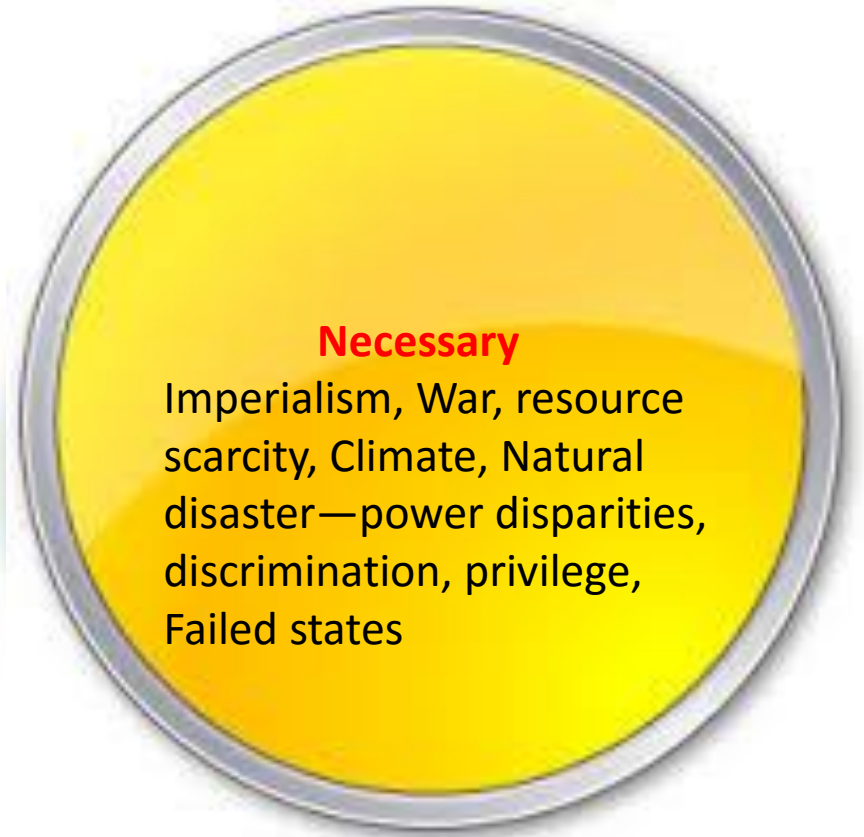 Necessary
Imperialism, War, resource
scarcity, Climate, Natural
disaster—power disparities,
discrimination, privilege,
Failed states